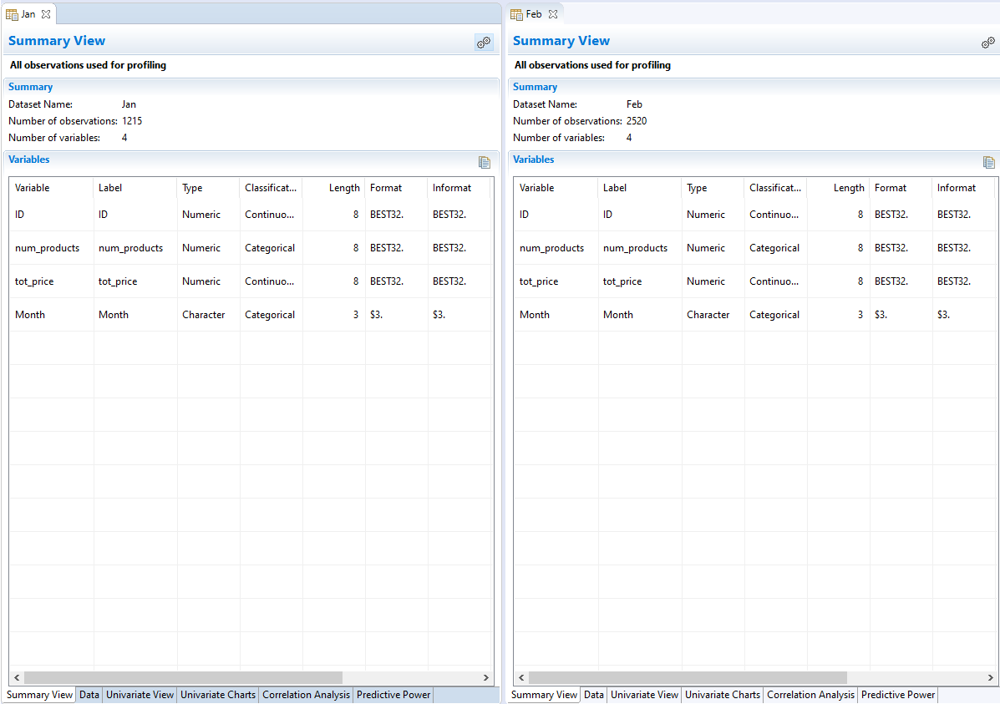 Jan
Summary View
All observations used for profiling
Summary
Dataset Name: Jan
Number of observations: 1215
Number of variables: 4
Variables
Variable Label Type Classificat... Length Format Informat
ID ID Numeric Continuo... 8 BEST32. BEST32.
num_products num_products Numeric Categorical 8 BEST32. BEST32.
tot_price tot_price Numeric Continuo... 8 BEST32. BEST32.
Month Month Character Categorical 3 $3. $3.
Summary View Data Univariate View Univariate Charts Correlation Analysis Predictive Power
Feb
Summary View
All observations used for profiling
Summary
Dataset Name: Feb
Number of observations: 2520
Number of variables: 4
Variables
Variable Label Type Classificat... Length Format Informat
ID ID Numeric Continuo... 8 BEST32. BEST32.
num_products num_products Numeric Categorical 8 BEST32. BEST32.
tot_price tot_price Numeric Continuo... 8 BEST32. BEST32.
Month Month Character Categorical 3 $3. $3.
Summary View Data Univariate View Univariate Charts Correlation Analysis Predictive Power